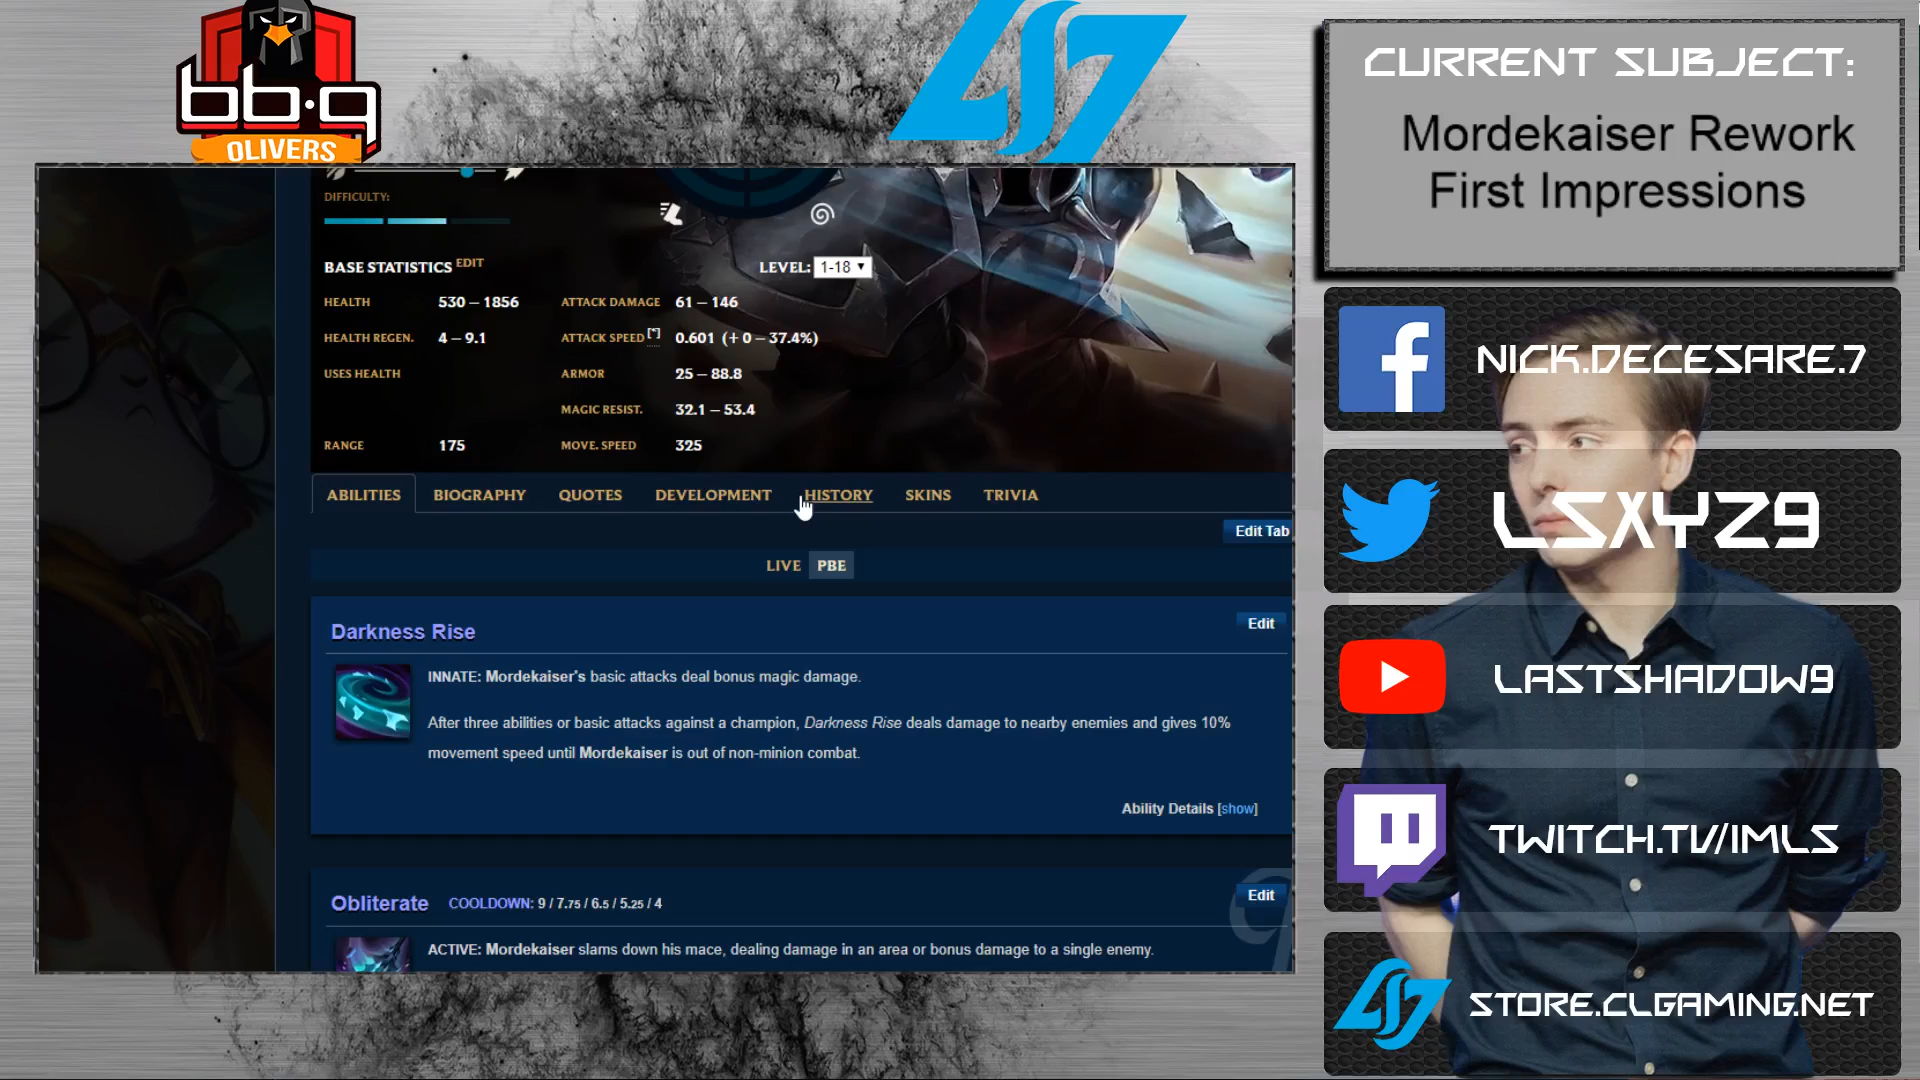 bb·q
OLIVERS
CURRENT SUBJECT:
Mordekaiser Rework
First Impressions
DIFFICULTY:
BASE STATISTICS EDIT
LEVEL: 1-18
HEALTH 530 – 1856 ATTACK DAMAGE 61 – 146
HEALTH REGEN. 4 – 9.1 ATTACK SPEED [*] 0.601 (+ 0 – 37.4%)
USES HEALTH ARMOR 25 – 88.8
MAGIC RESIST. 32.1 – 53.4
RANGE 175 MOVE. SPEED 325
ABILITIES BIOGRAPHY QUOTES DEVELOPMENT HISTORY SKINS TRIVIA
Edit Tab
LIVE PBE
Darkness Rise Edit
INNATE: Mordekaiser's basic attacks deal bonus magic damage.
After three abilities or basic attacks against a champion, Darkness Rise deals damage to nearby enemies and gives 10%
movement speed until Mordekaiser is out of non-minion combat.
Ability Details [show]
Obliterate COOLDOWN: 9 / 7.75 / 6.5 / 5.25 / 4 Edit
ACTIVE: Mordekaiser slams down his mace, dealing damage in an area or bonus damage to a single enemy.
NICK.DECESARE.7
LSXYZ9
LASTSHADOW9
TWITCH.TV/IMLS
STORE.CLGAMING.NET